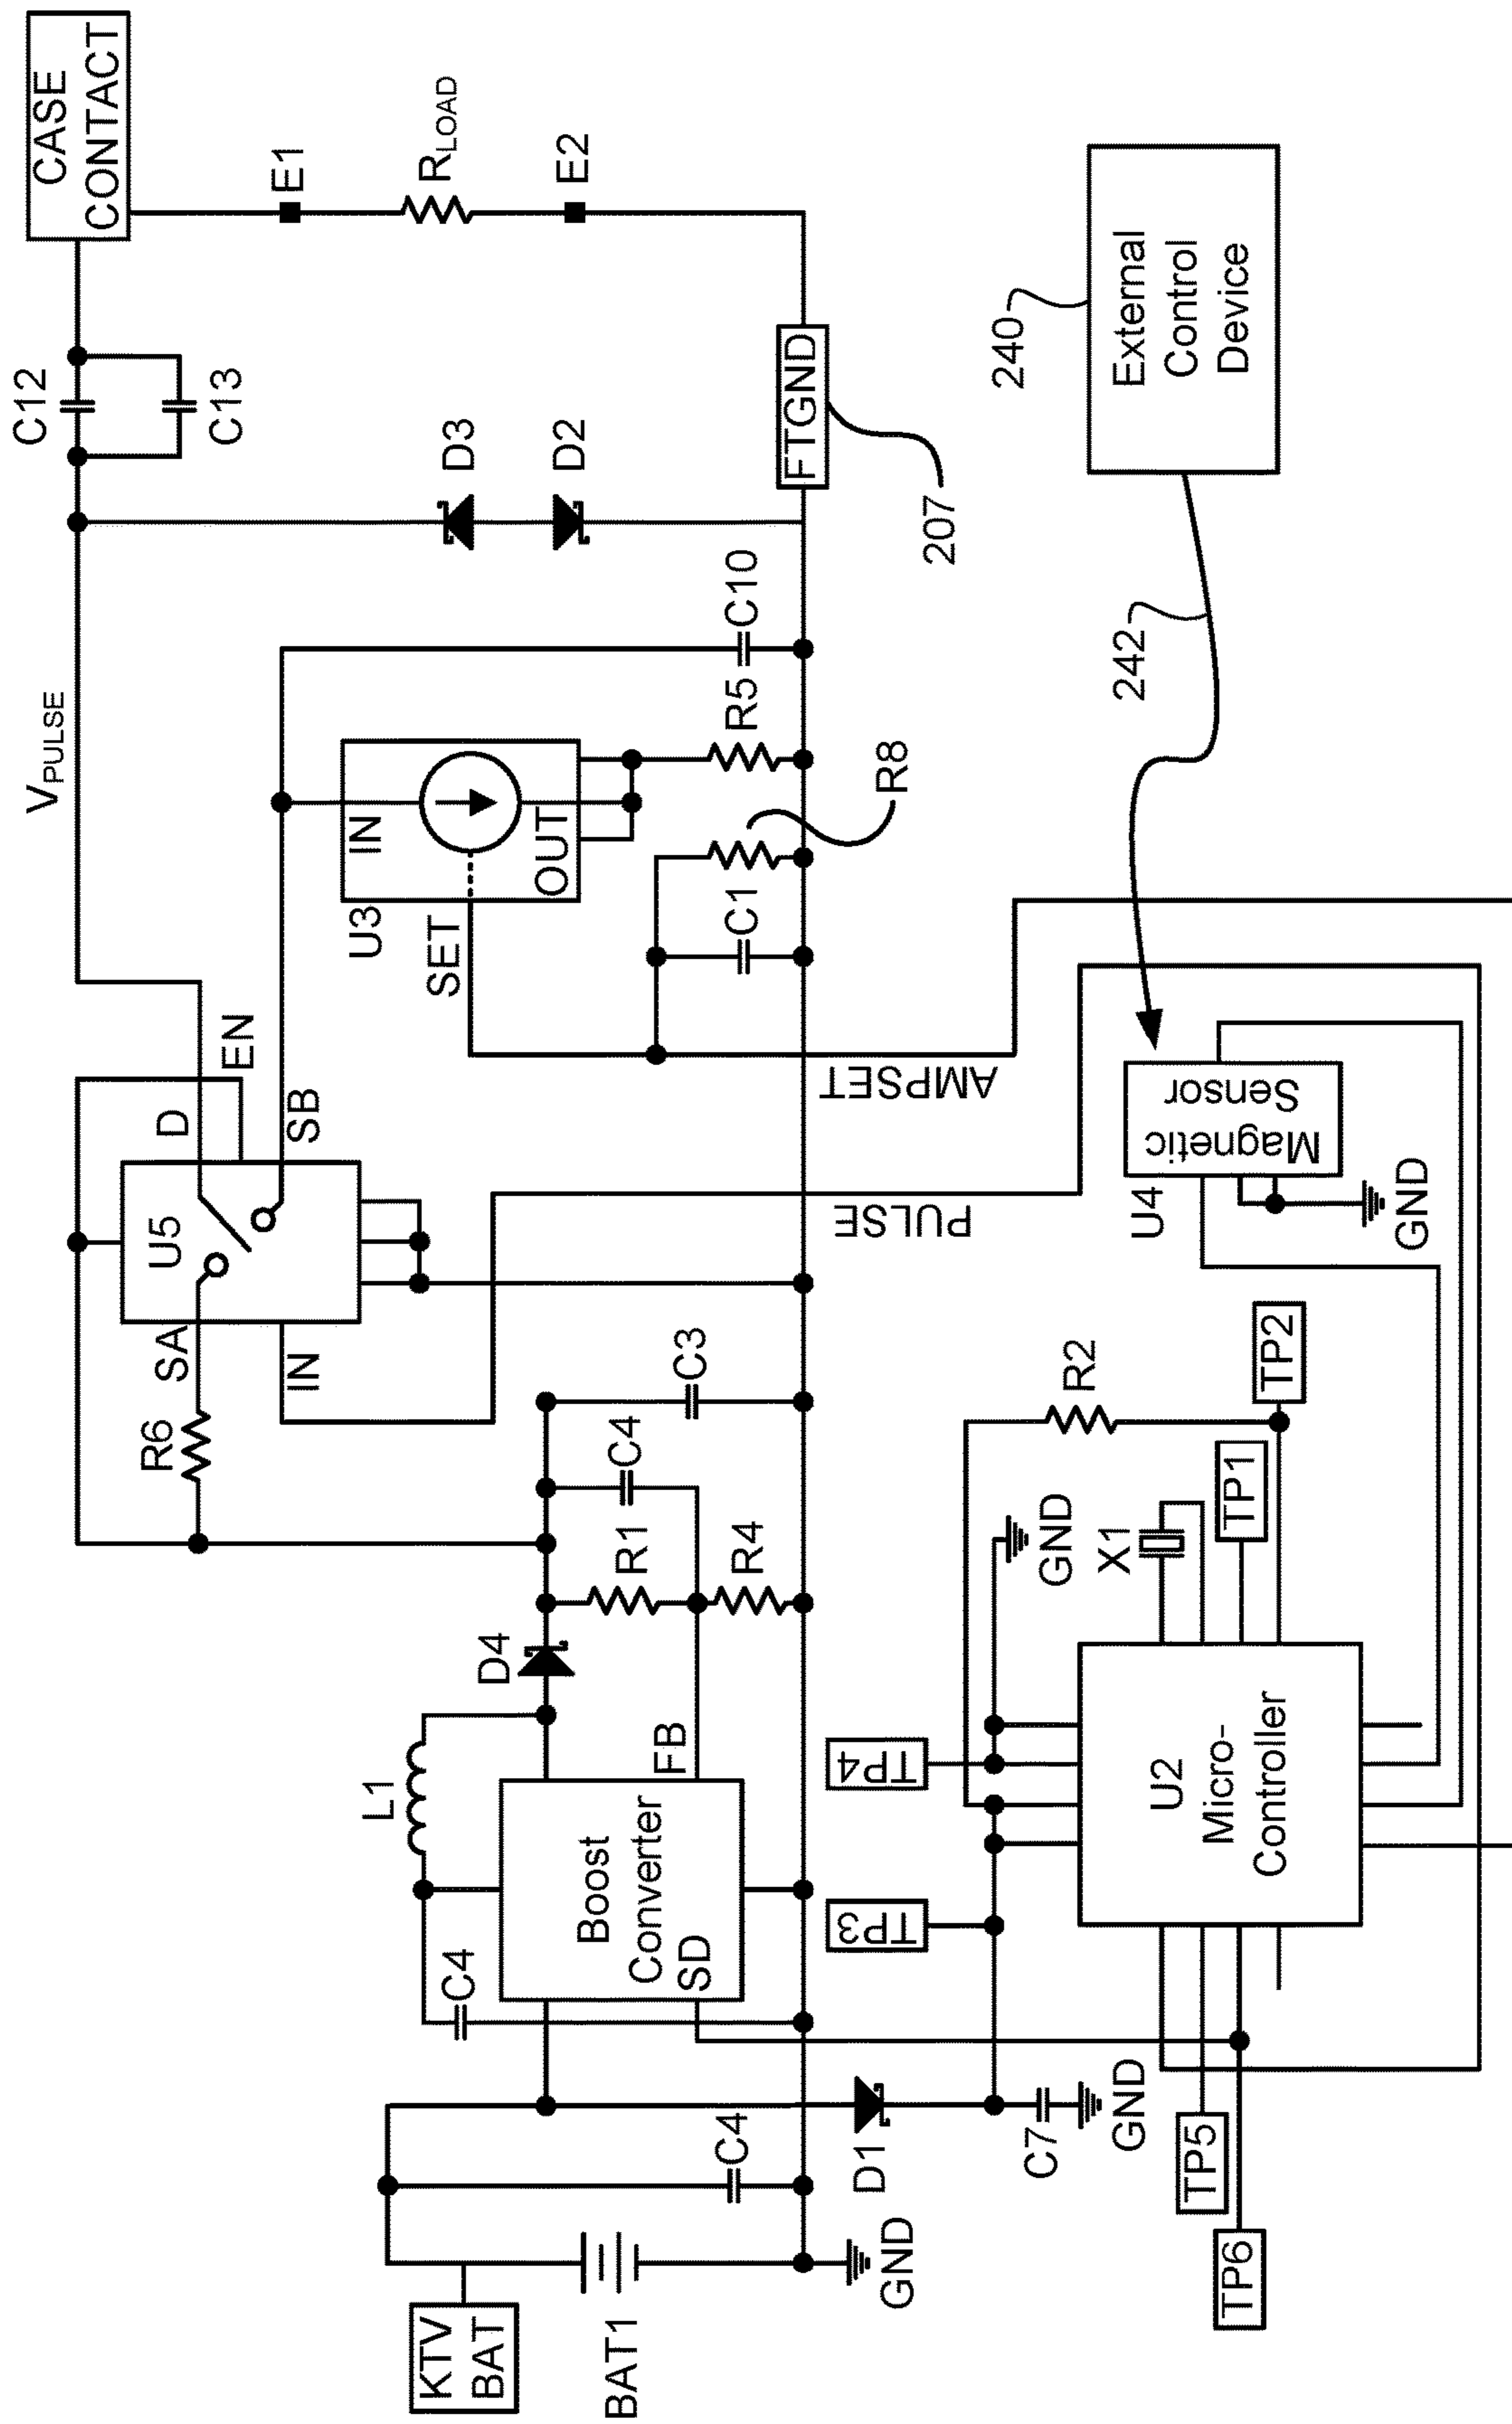 CASE
CONTACT
C12
C13
V_PULSE
E1
R_LOAD
E2
D3
D2
FTGND
207
C10
R5
R8
C1
IN
OUT
U3
SET
EN
D
SB
U5
SA
IN
R6
AMPSET
PULSE
External
Control
Device
240
242
Magnetic
Sensor
U4
GND
C3
C4
R1
R4
D4
L1
FB
Boost
Converter
SD
C4
C4
KTV
BAT
BAT1
GND
D1
C7
GND
R2
TP2
TP1
X1
GND
TP4
TP3
U2
Micro-
Controller
TP5
TP6